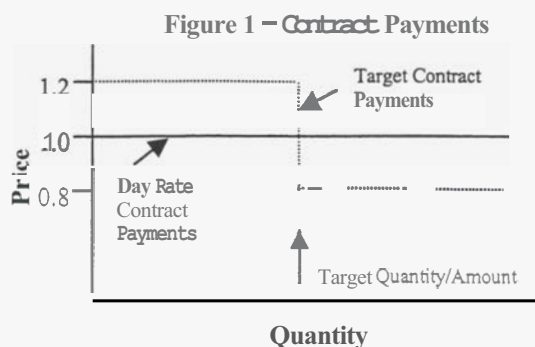 Figure 1 – Contract Payments
1.2
Target Contract
Payments
1.0
Day Rate
Contract
Payments
0.8
Price
Target Quantity/Amount
Quantity